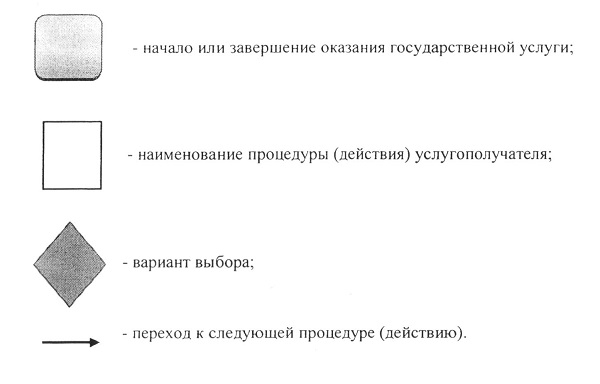 - начало или завершение оказания государственной услуги;
- наименование процедуры (действия) услугополучателя;
- вариант выбора;
- переход к следующей процедуре (действию).